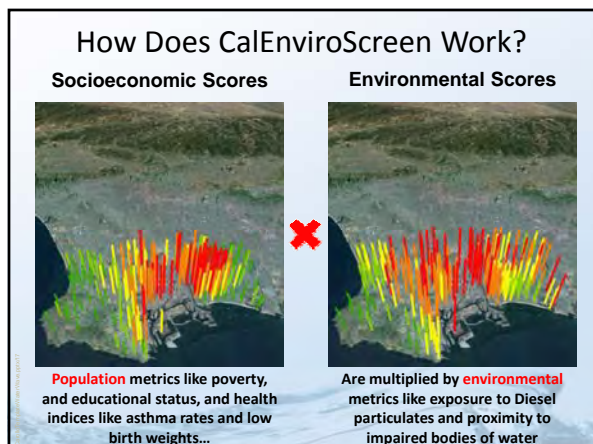 How Does CalEnviroScreen Work?
Socioeconomic Scores
Environmental Scores
Population metrics like poverty,
and educational status, and health
indices like asthma rates and low
birth weights…
Are multiplied by environmental
metrics like exposure to Diesel
particulates and proximity to
impaired bodies of water